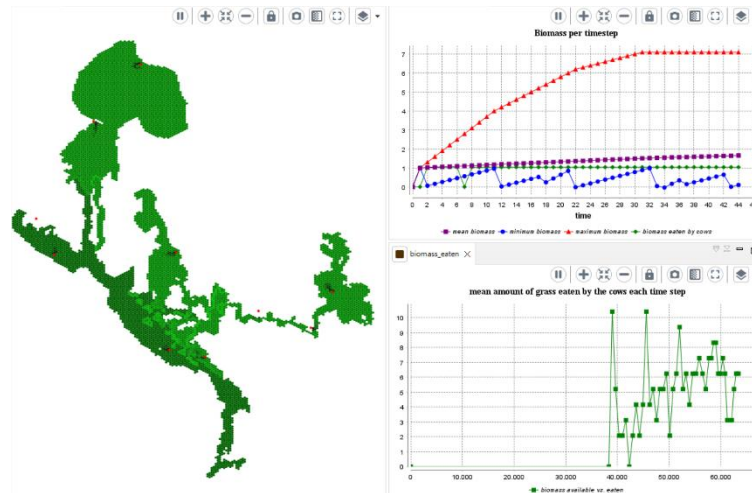 Biomass per timestep
7
6
5
4
3
2
1
0
0 2 4 6 8 10 12 14 16 18 20 22 24 26 28 30 32 34 36 38 40 42 44
time
mean biomass minimum biomass maximum biomass biomass eaten by cows
biomass_eaten
mean amount of grass eaten by the cows each time step
10
9
8
7
6
5
4
3
2
1
0
0 10.000 20.000 30.000 40.000 50.000 60.000
biomass available vs. eaten